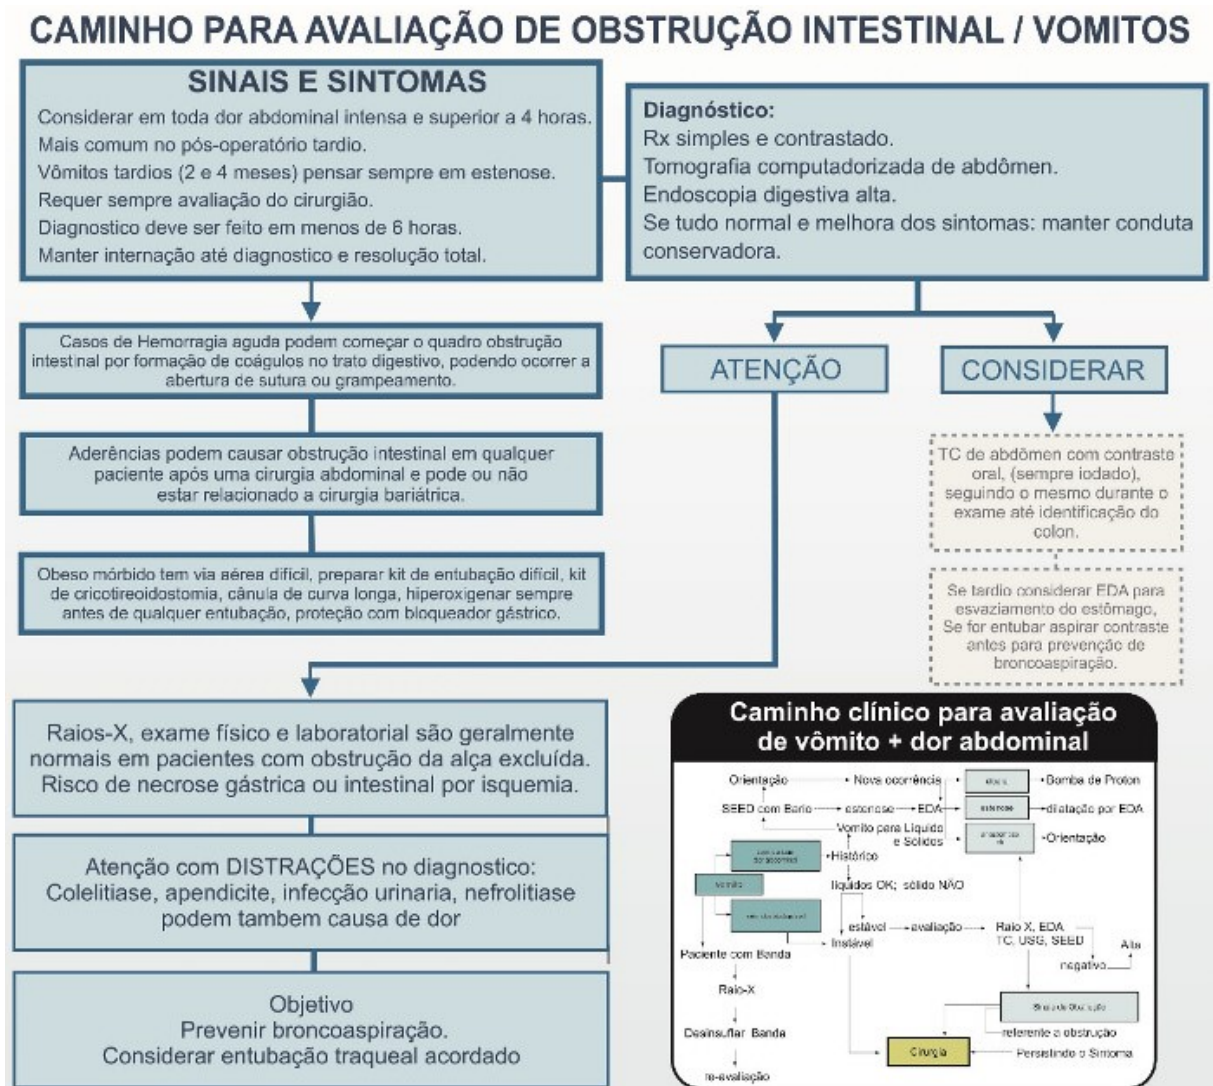 CAMINHO PARA AVALIAÇÃO DE OBSTRUÇÃO INTESTINAL / VOMITOS
SINAIS E SINTOMAS
Considerar em toda dor abdominal intensa e superior a 4 horas.
Mais comum no pós-operatório tardio.
Vômitos tardios (2 e 4 meses) pensar sempre em estenose.
Requer sempre avaliação do cirurgião.
Diagnostico deve ser feito em menos de 6 horas.
Manter internação até diagnostico e resolução total.
Diagnóstico:
Rx simples e contrastado.
Tomografia computadorizada de abdômen.
Endoscopia digestiva alta.
Se tudo normal e melhora dos sintomas: manter conduta
conservadora.
Casos de Hemorragia aguda podem começar o quadro obstrução
intestinal por formação de coágulos no trato digestivo, podendo ocorrer a
abertura de sutura ou grampeamento.
Aderências podem causar obstrução intestinal em qualquer
paciente após uma cirurgia abdominal e pode ou não
estar relacionado a cirurgia bariátrica.
Obeso mórbido tem via aérea difícil, preparar kit de entubação difícil, kit
de cricotireoidostomia, cânula de curva longa, hiperoxigenar sempre
antes de qualquer entubação, proteção com bloqueador gástrico.
ATENÇÃO
CONSIDERAR
TC de abdômen com contraste
oral, (sempre iodado),
seguindo o mesmo durante o
exame até identificação do
colon.
Se tardio considerar EDA para
esvaziamento do estômago,
Se for entubar aspirar contraste
antes para prevenção de
broncoaspiração.
Raios-X, exame físico e laboratorial são geralmente
normais em pacientes com obstrução da alça excluída.
Risco de necrose gástrica ou intestinal por isquemia.
Atenção com DISTRAÇÕES no diagnostico:
Colelitiase, apendicite, infecção urinaria, nefrolitiase
podem tambem causa de dor
Objetivo
Prevenir broncoaspiração.
Considerar entubação traqueal acordado
Caminho clínico para avaliação
de vômito + dor abdominal
Orientação
Nova ocorrência
Bomba de Proton
SEED com Bario
estenose
EDA
estenose
dilatação por EDA
Vomito para Líquido
e Sólidos
Orientação
dor abdominal
Histórico
Vomito
líquidos OK; sólido NÃO
estável
avaliação
Raio X, EDA
TC, USG, SEED
Instável
Alta
negativo
Paciente com Banda
Raio-X
Desinsuflar Banda
re-avaliação
Sinais de Obstrução
referente a obstrução
Cirurgia
Persistindo o Sintoma